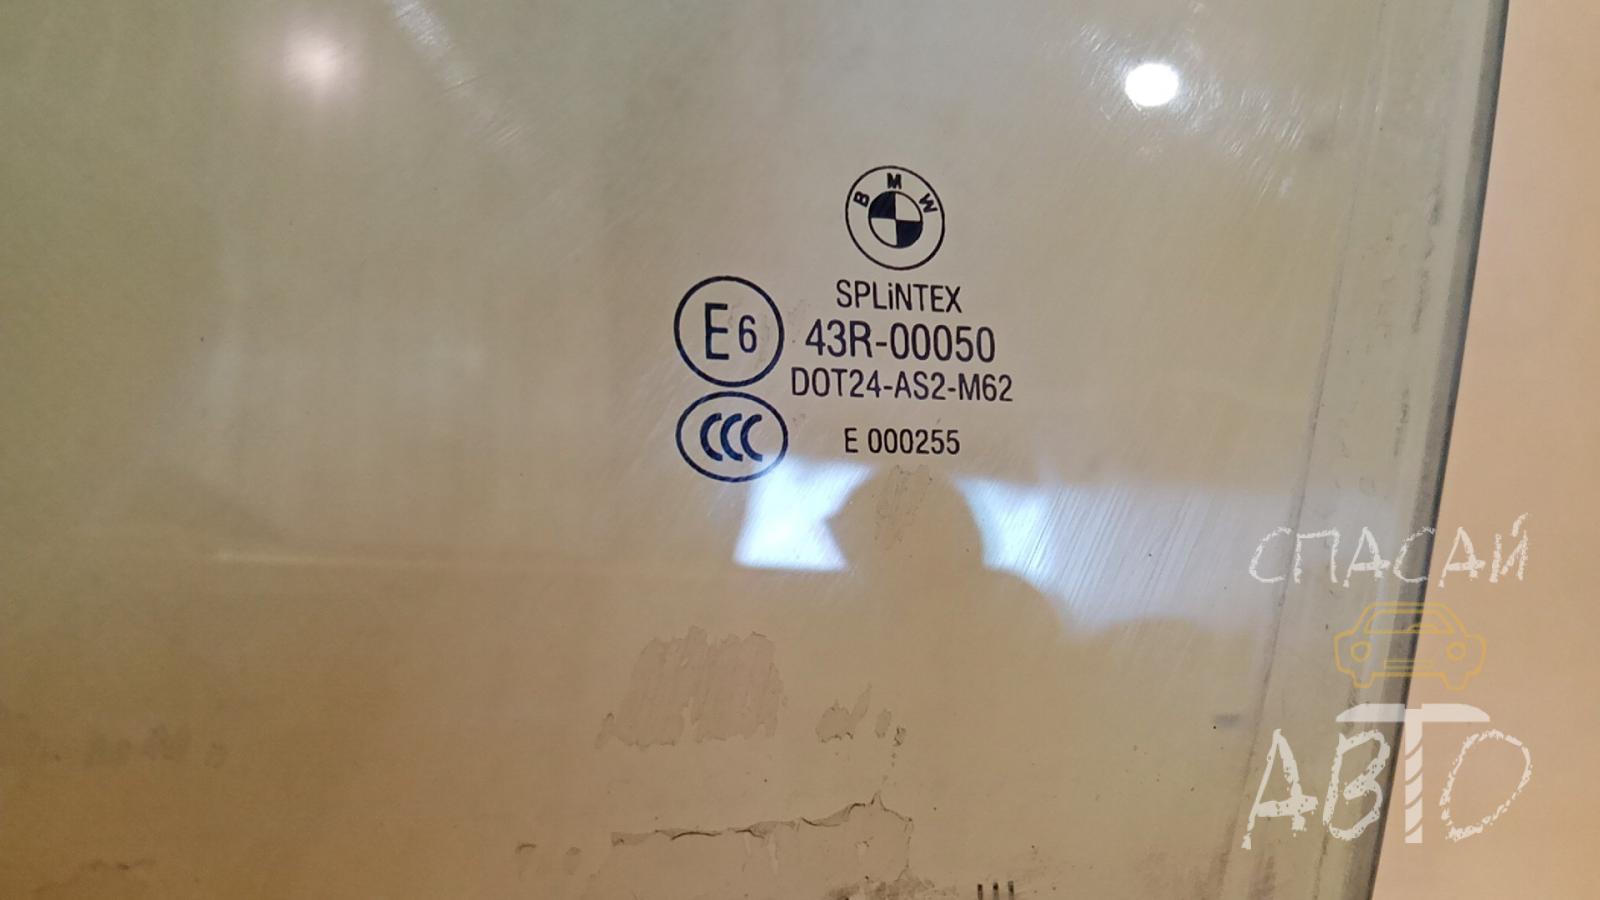 BMW
SPLiNTEX
E6
43R-00050
DOT24-AS2-M62
CCC
E 000255
СПАСАЙ
АВТО